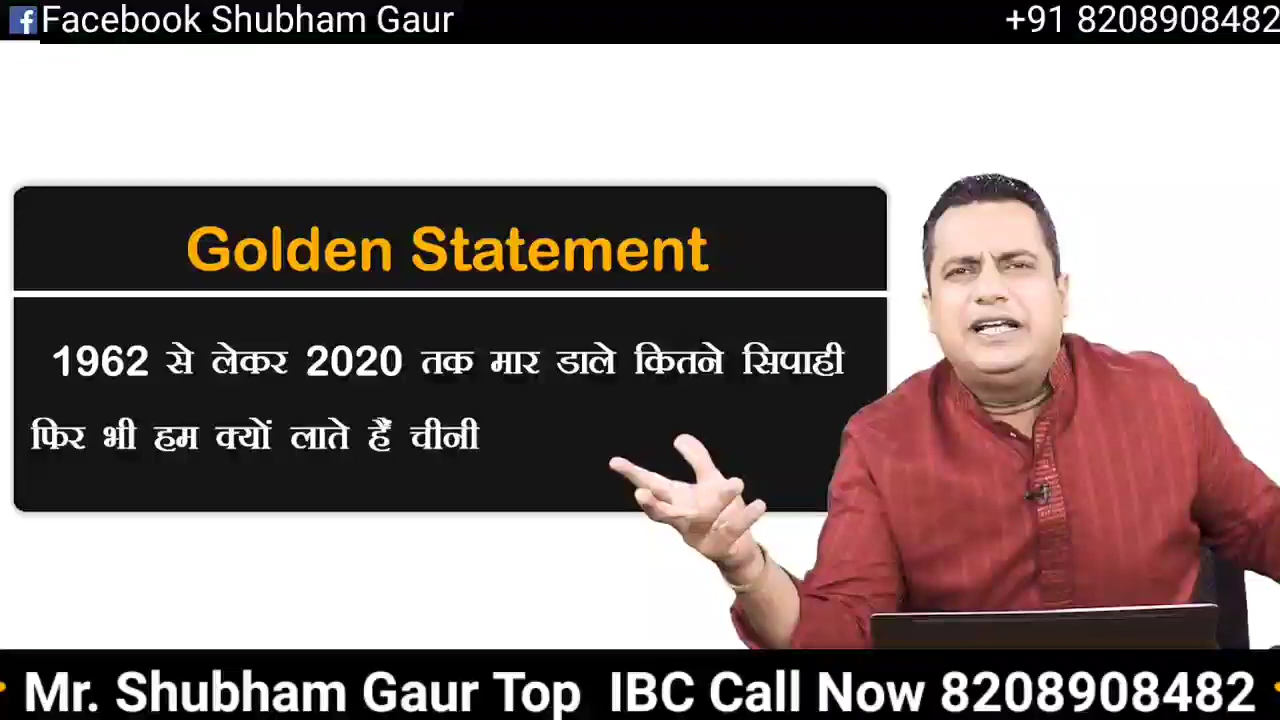 Facebook Shubham Gaur
+91 8208908482
Golden Statement
1962 से लेकर 2020 तक मार डाले कितने सिपाही
फिर भी हम क्यों लाते हैं चीनी
Mr. Shubham Gaur Top IBC Call Now 8208908482